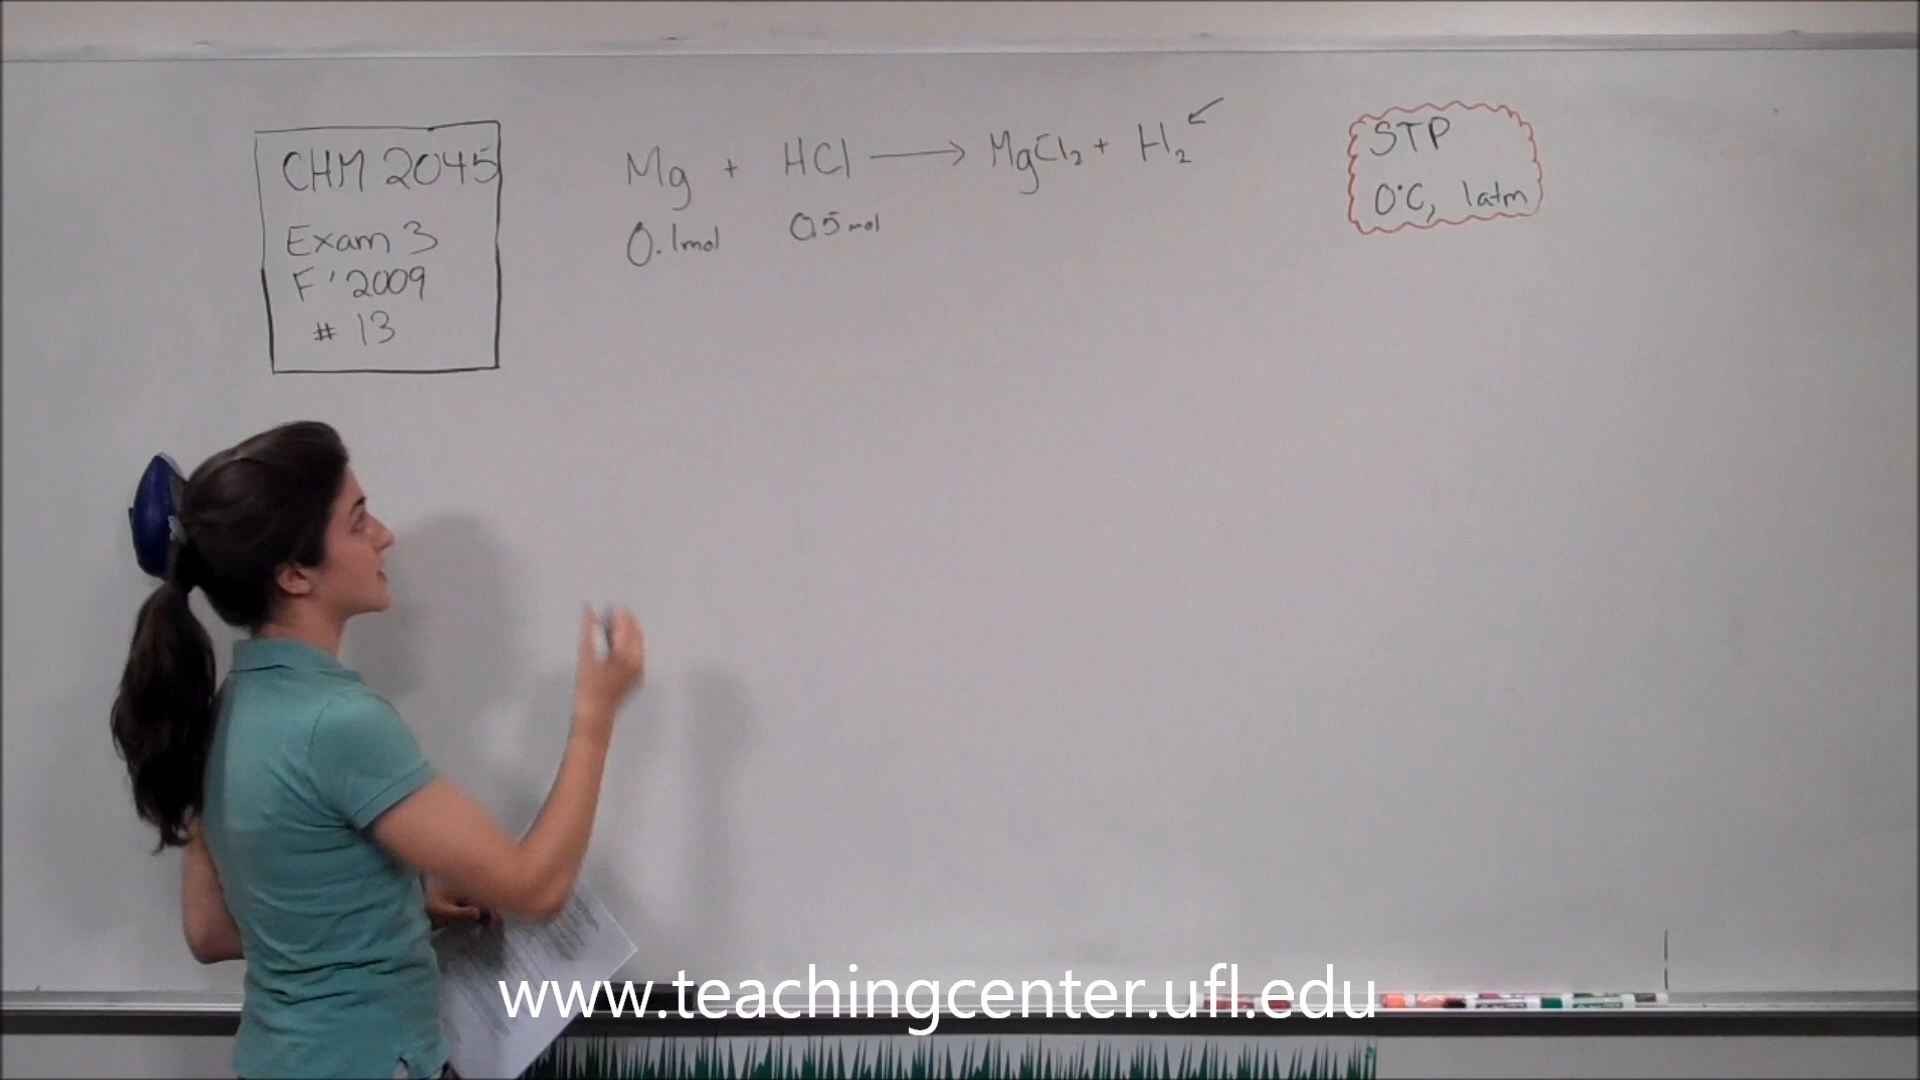 CHM 2045
Exam 3
F '2009
# 13
Mg + HCl → MgCl₂ + H₂
0.1mol 0.5mol
STP
0°C, 1atm
www.teachingcenter.ufl.edu